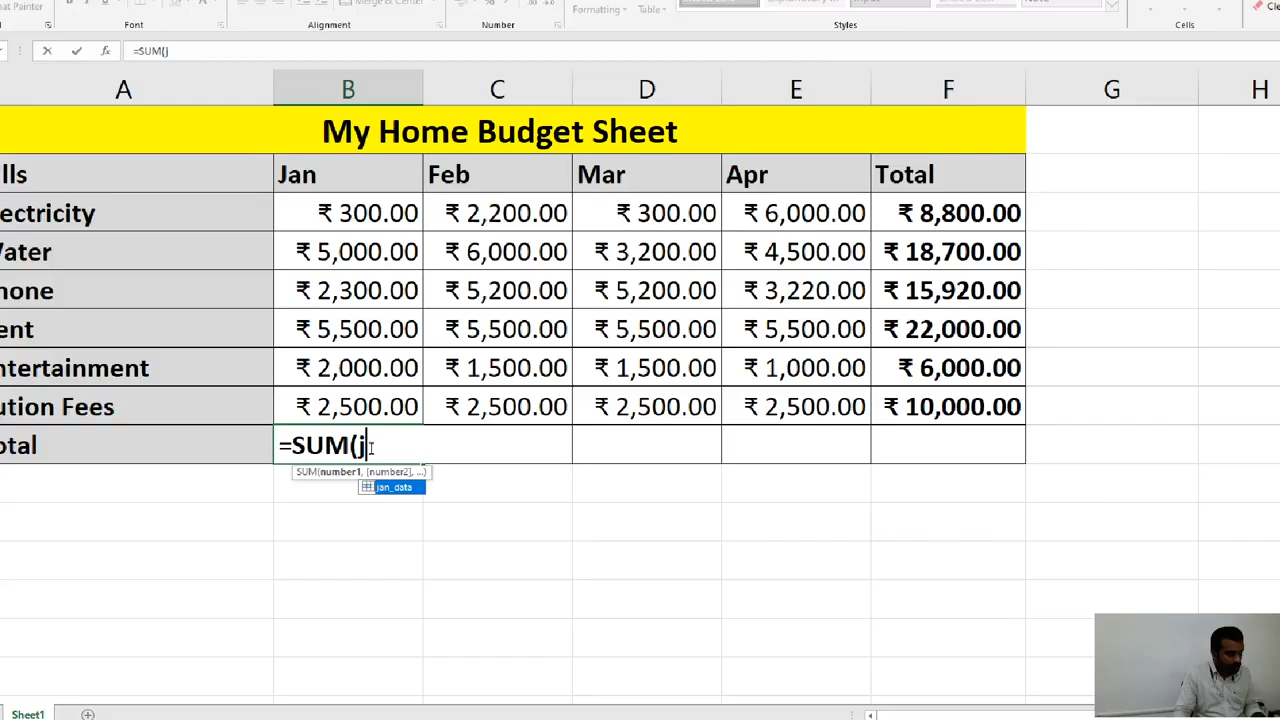 Font
Alignment
Number
Formatting
Table
Styles
Cells
fx
=SUM(j
A
B
C
D
E
F
G
H
My Home Budget Sheet
lls
Jan
Feb
Mar
Apr
Total
ectricity
₹ 300.00
₹ 2,200.00
₹ 300.00
₹ 6,000.00
₹ 8,800.00
ater
₹ 5,000.00
₹ 6,000.00
₹ 3,200.00
₹ 4,500.00
₹ 18,700.00
hone
₹ 2,300.00
₹ 5,200.00
₹ 5,200.00
₹ 3,220.00
₹ 15,920.00
ent
₹ 5,500.00
₹ 5,500.00
₹ 5,500.00
₹ 5,500.00
₹ 22,000.00
ntertainment
₹ 2,000.00
₹ 1,500.00
₹ 1,500.00
₹ 1,000.00
₹ 6,000.00
ution Fees
₹ 2,500.00
₹ 2,500.00
₹ 2,500.00
₹ 2,500.00
₹ 10,000.00
otal
=SUM(j
SUM(number1, [number2], ...)
jan_data
Sheet1